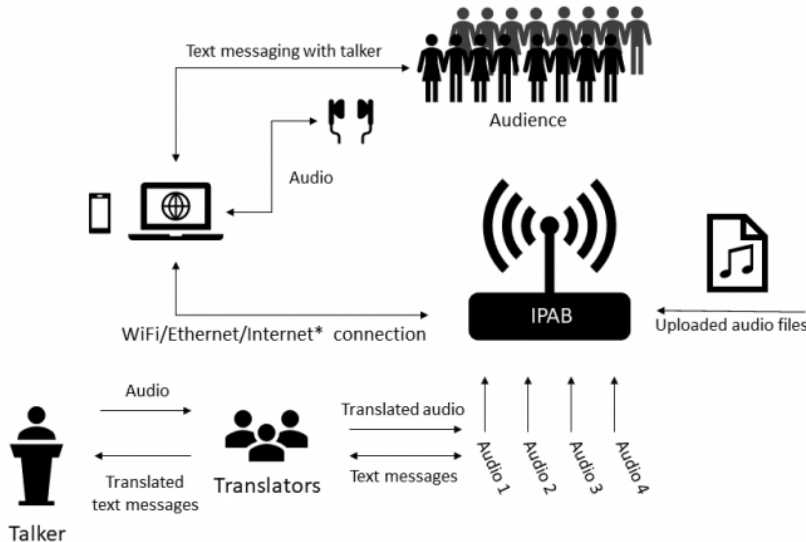 Text messaging with talker
Audience
Audio
IPAB
Uploaded audio files
WiFi/Ethernet/Internet* connection
Audio
Translated audio
Translated
text messages
Translators
Text messages
Audio 1
Audio 2
Audio 3
Audio 4
Talker